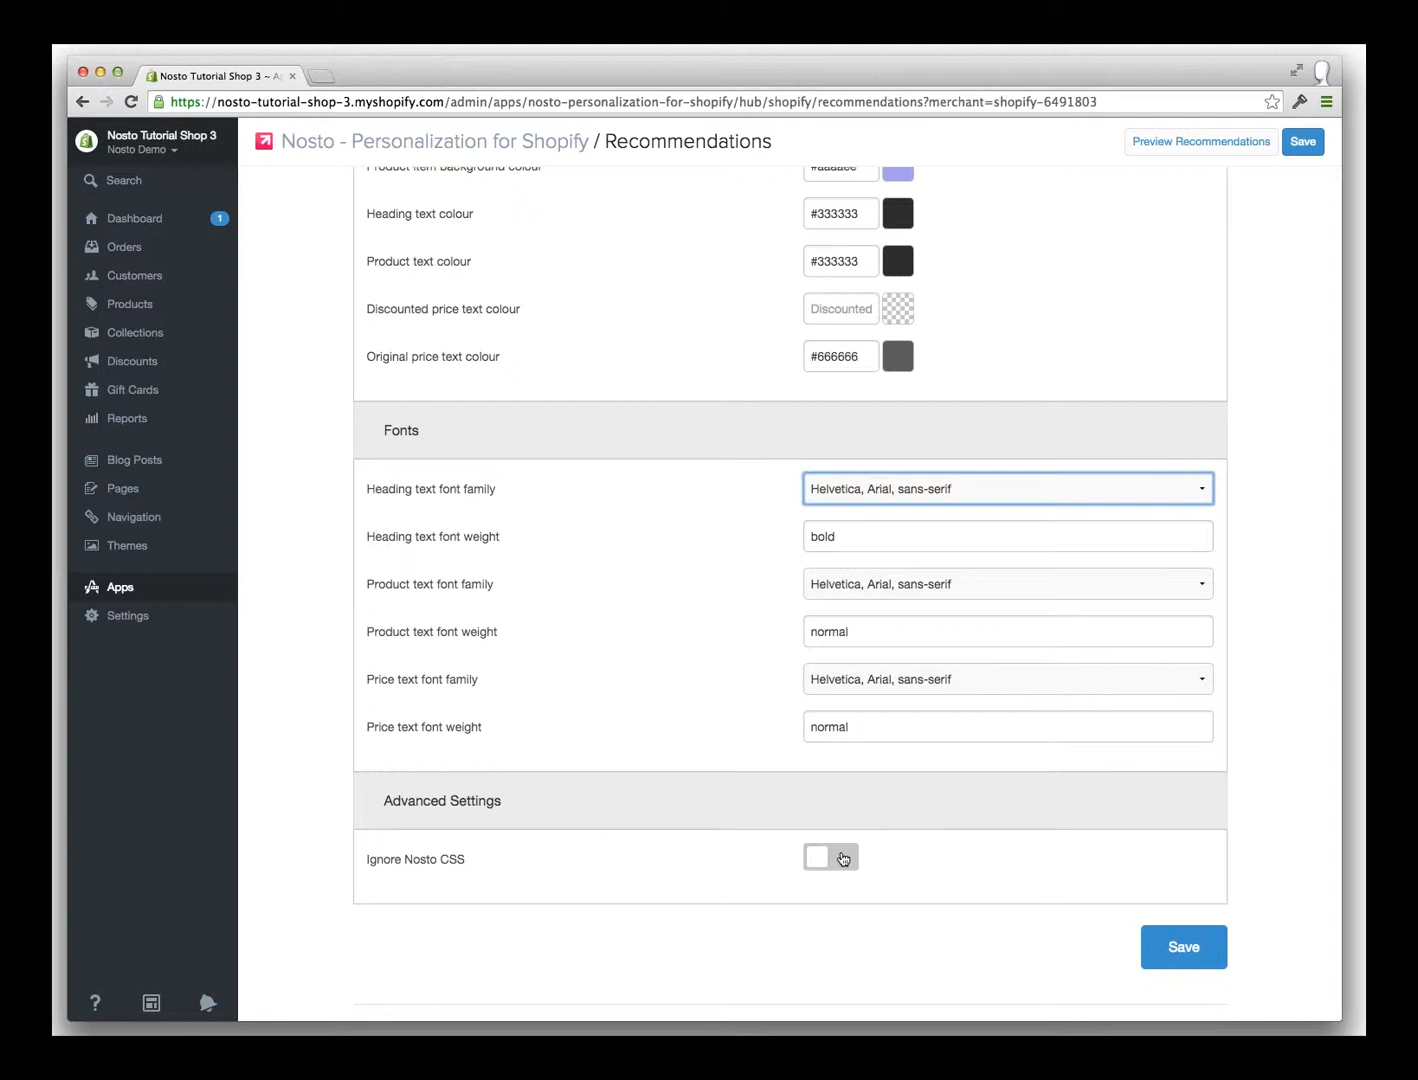 Nosto Tutorial Shop 3 ~ A
https://nosto-tutorial-shop-3.myshopify.com/admin/apps/nosto-personalization-for-shopify/hub/shopify/recommendations?merchant=shopify-6491803
Nosto Tutorial Shop 3
Nosto Demo
Nosto - Personalization for Shopify / Recommendations
Preview Recommendations
Save
Search
Dashboard
1
Orders
Customers
Products
Collections
Discounts
Gift Cards
Reports
Blog Posts
Pages
Navigation
Themes
Apps
Settings
?
Product item background colour
#aaaaee
Heading text colour
#333333
Product text colour
#333333
Discounted price text colour
Discounted
Original price text colour
#666666
Fonts
Heading text font family
Helvetica, Arial, sans-serif
Heading text font weight
bold
Product text font family
Helvetica, Arial, sans-serif
Product text font weight
normal
Price text font family
Helvetica, Arial, sans-serif
Price text font weight
normal
Advanced Settings
Ignore Nosto CSS
Save